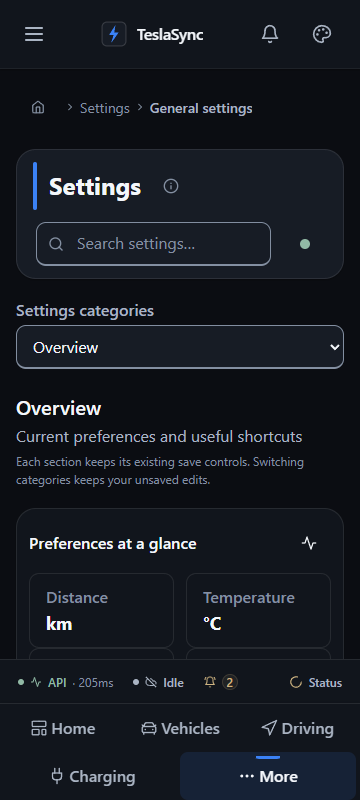 TeslaSync
Settings
General settings
Settings
Search settings...
Settings categories
Overview
Overview
Current preferences and useful shortcuts
Each section keeps its existing save controls. Switching
categories keeps your unsaved edits.
Preferences at a glance
Distance
km
Temperature
°C
API · 205ms
Idle
2
Status
Home
Vehicles
Driving
Charging
More